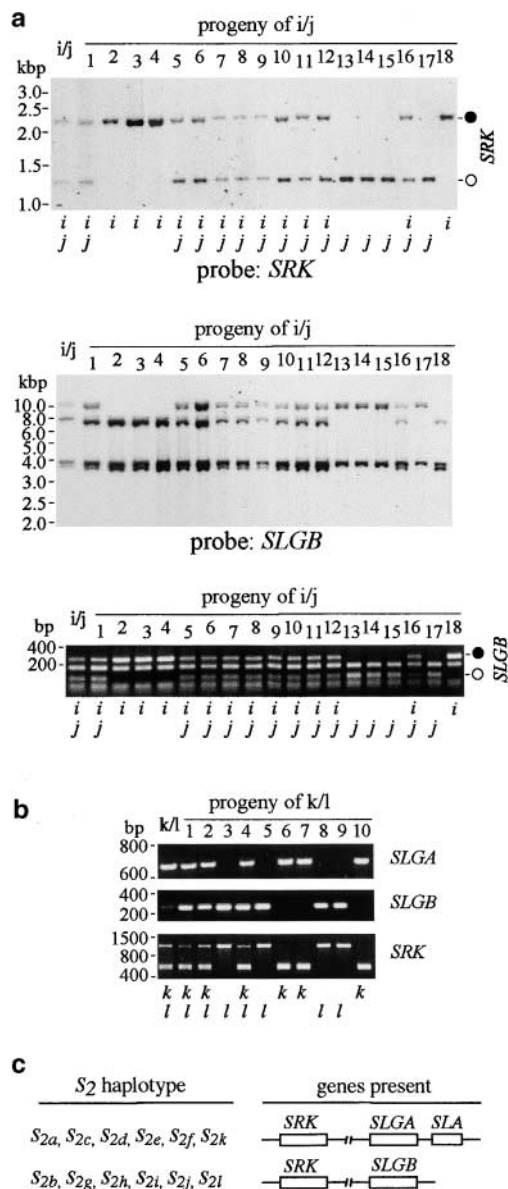 a
progeny of i/j
i/j 1 2 3 4 5 6 7 8 9 10 11 12 13 14 15 16 17 18
kbp
3.0
2.5
2.0
1.5
1.0
SRK
i i i i i i i i i i i i i i
j j j j j j j j j j j j j j j
probe: SRK
progeny of i/j
i/j 1 2 3 4 5 6 7 8 9 10 11 12 13 14 15 16 17 18
kbp
10.0
8.0
6.0
5.0
4.0
3.0
2.5
2.0
probe: SLGB
progeny of i/j
i/j 1 2 3 4 5 6 7 8 9 10 11 12 13 14 15 16 17 18
bp
400
200
SLGB
i i i i i i i i i i i i i i i
j j j j j j j j j j j j j j j
b
progeny of k/l
k/l 1 2 3 4 5 6 7 8 9 10
bp
800
600
SLGA
400
200
SLGB
1500
800
400
SRK
k k k k k k k
l l l l l l l l
c
S2 haplotype genes present
S2a, S2c, S2d, S2e, S2f, S2k SRK SLGA SLA
S2b, S2g, S2h, S2i, S2j, S2l SRK SLGB